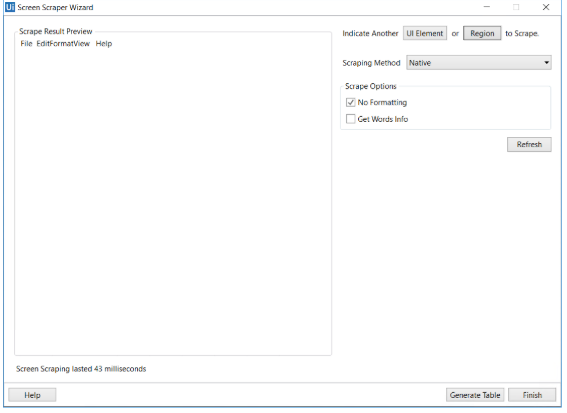 Ui Screen Scraper Wizard
Scrape Result Preview
File EditFormatView Help
Indicate Another UI Element or Region to Scrape.
Scraping Method Native
Scrape Options
No Formatting
Get Words Info
Refresh
Screen Scraping lasted 43 milliseconds
Help Generate Table Finish